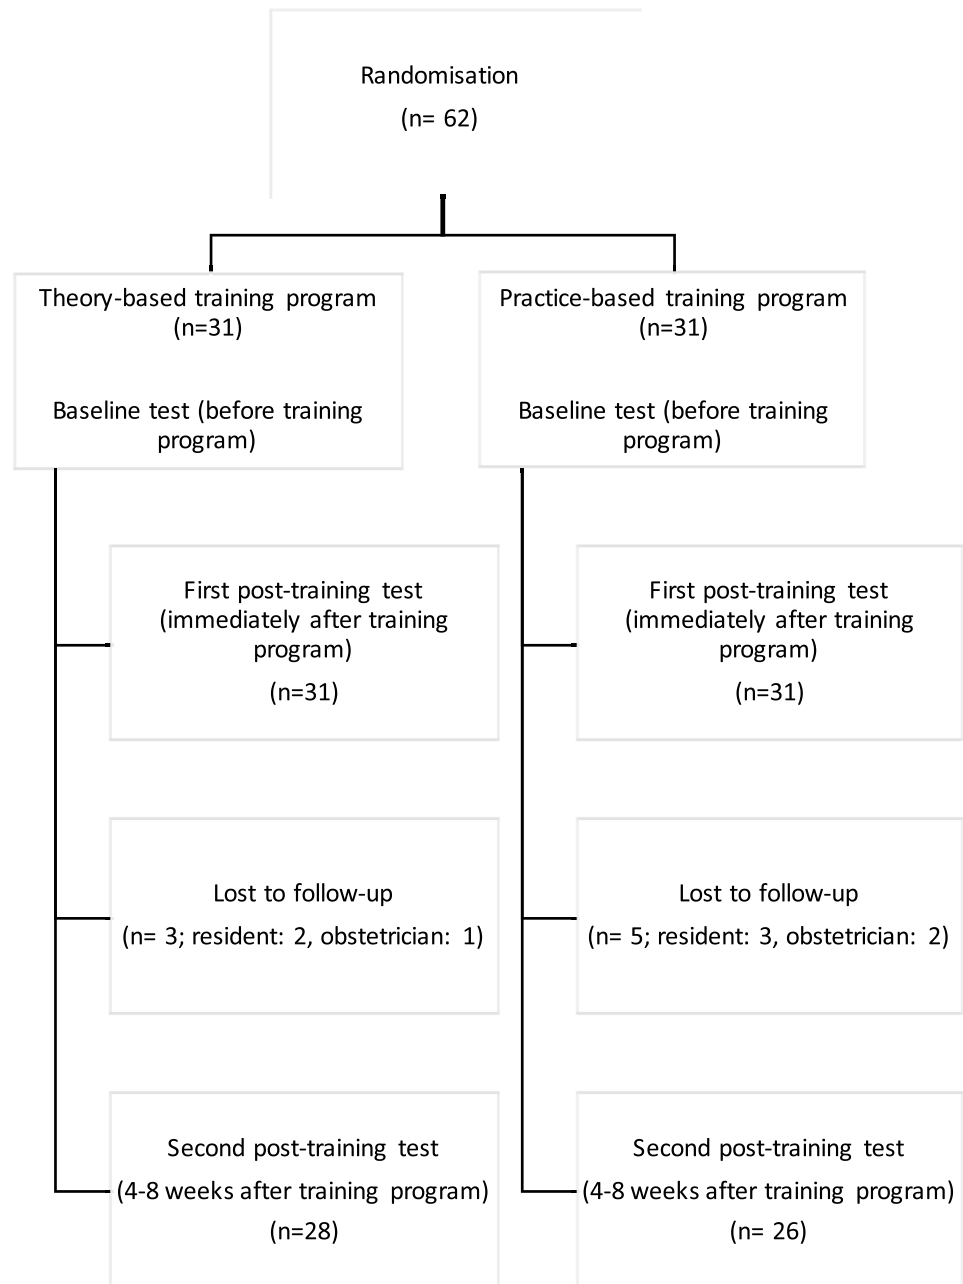 Randomisation
(n= 62)
Theory-based training program
(n=31)
Baseline test (before training
program)
Practice-based training program
(n=31)
Baseline test (before training
program)
First post-training test
(immediately after training
program)
(n=31)
First post-training test
(immediately after training
program)
(n=31)
Lost to follow-up
(n= 3; resident: 2, obstetrician: 1)
Lost to follow-up
(n= 5; resident: 3, obstetrician: 2)
Second post-training test
(4-8 weeks after training program)
(n=28)
Second post-training test
(4-8 weeks after training program)
(n= 26)